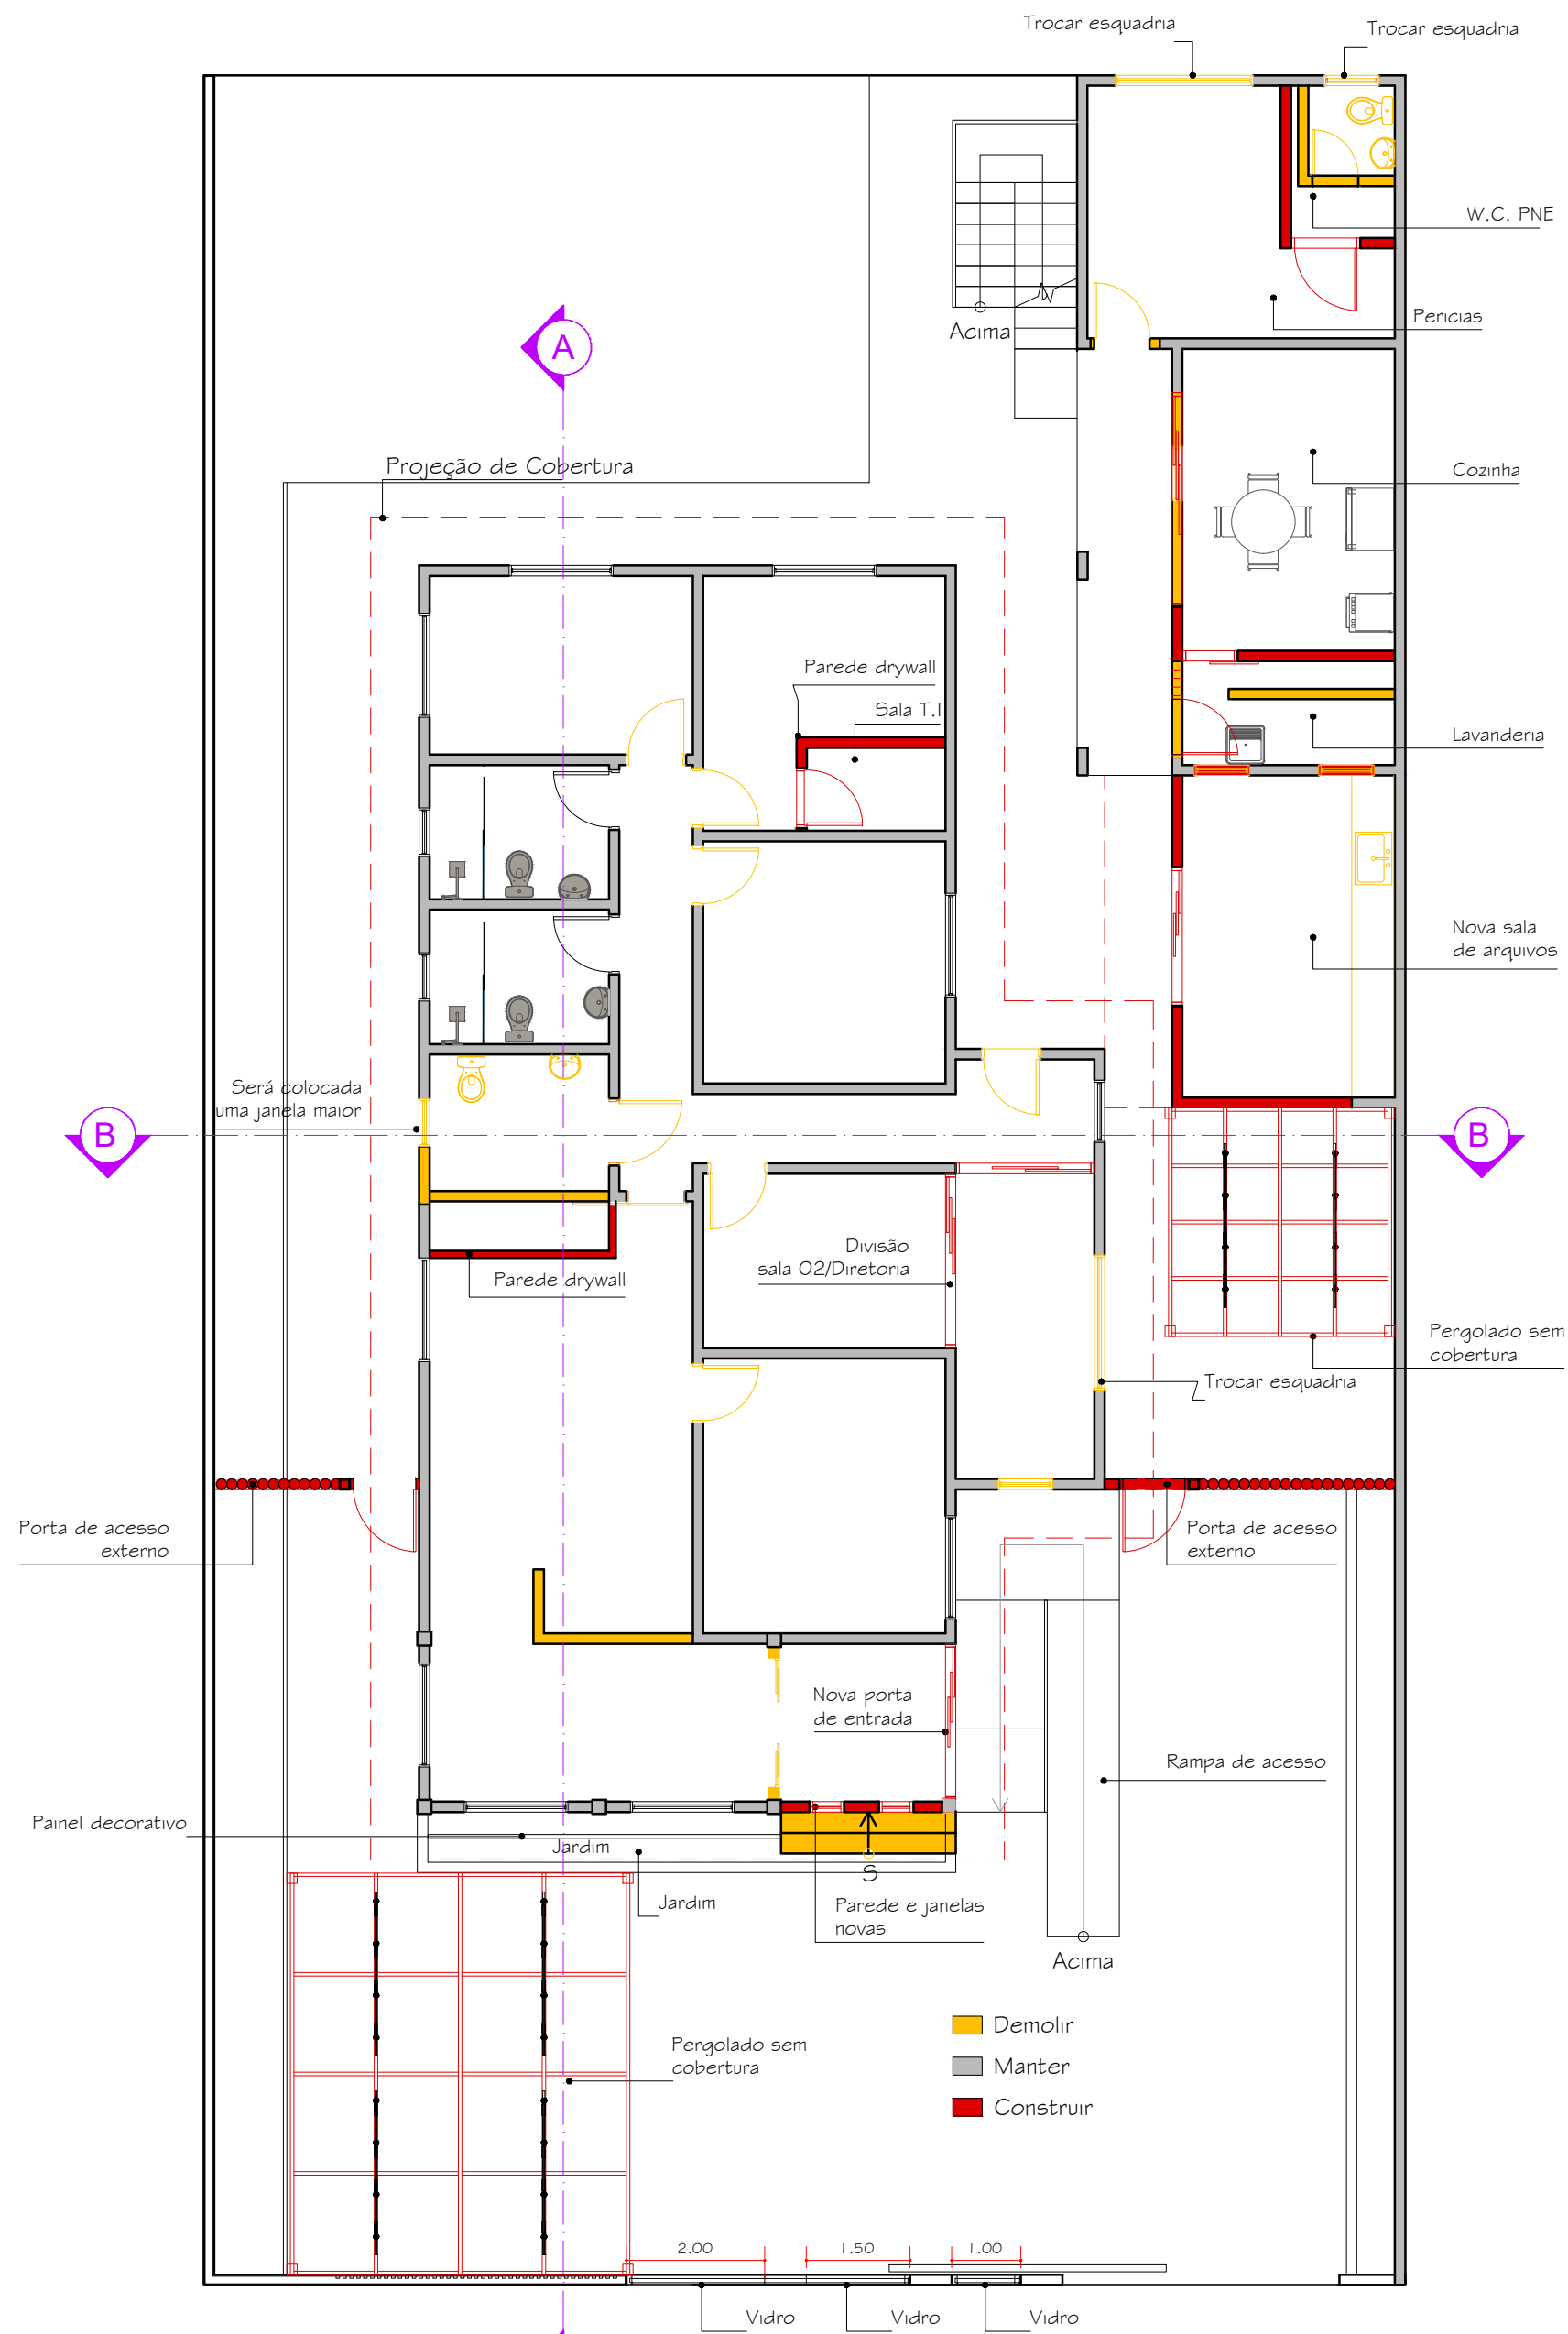 Trocar esquadria
Trocar esquadria
W.C. PNE
Pericias
Acima
A
Projeção de Cobertura
Cozinha
Parede drywall
Sala T.I
Lavanderia
Nova sala
de arquivos
Será colocada
uma janela maior
B
B
Divisão
sala 02/Diretoria
Parede drywall
Pergolado sem
cobertura
Trocar esquadria
Porta de acesso
externo
Porta de acesso
externo
Nova porta
de entrada
Rampa de acesso
Painel decorativo
Jardim
S
Jardim
Parede e janelas
novas
Acima
Demolir
Manter
Construir
Pergolado sem
cobertura
2.00
1.50
1.00
Vidro
Vidro
Vidro